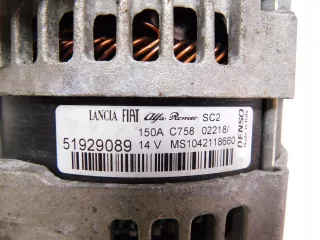 LANCIA FIAT Alfa Romeo SC2
150A C758 02218/
51929089 14 V MS1042118660
DENSO